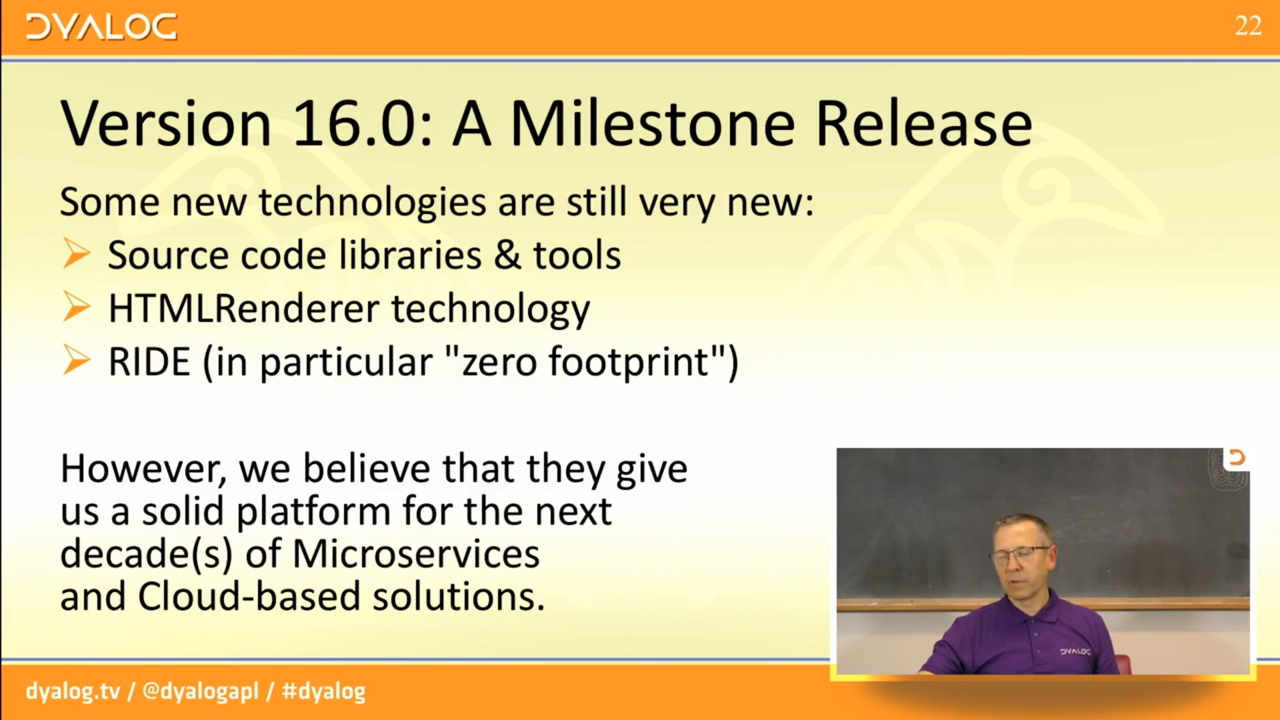 DYALOG
22
Version 16.0: A Milestone Release
Some new technologies are still very new:
Source code libraries & tools
HTMLRenderer technology
RIDE (in particular "zero footprint")
However, we believe that they give
us a solid platform for the next
decade(s) of Microservices
and Cloud-based solutions.
DYALOG
dyalog.tv / @dyalogapl / #dyalog